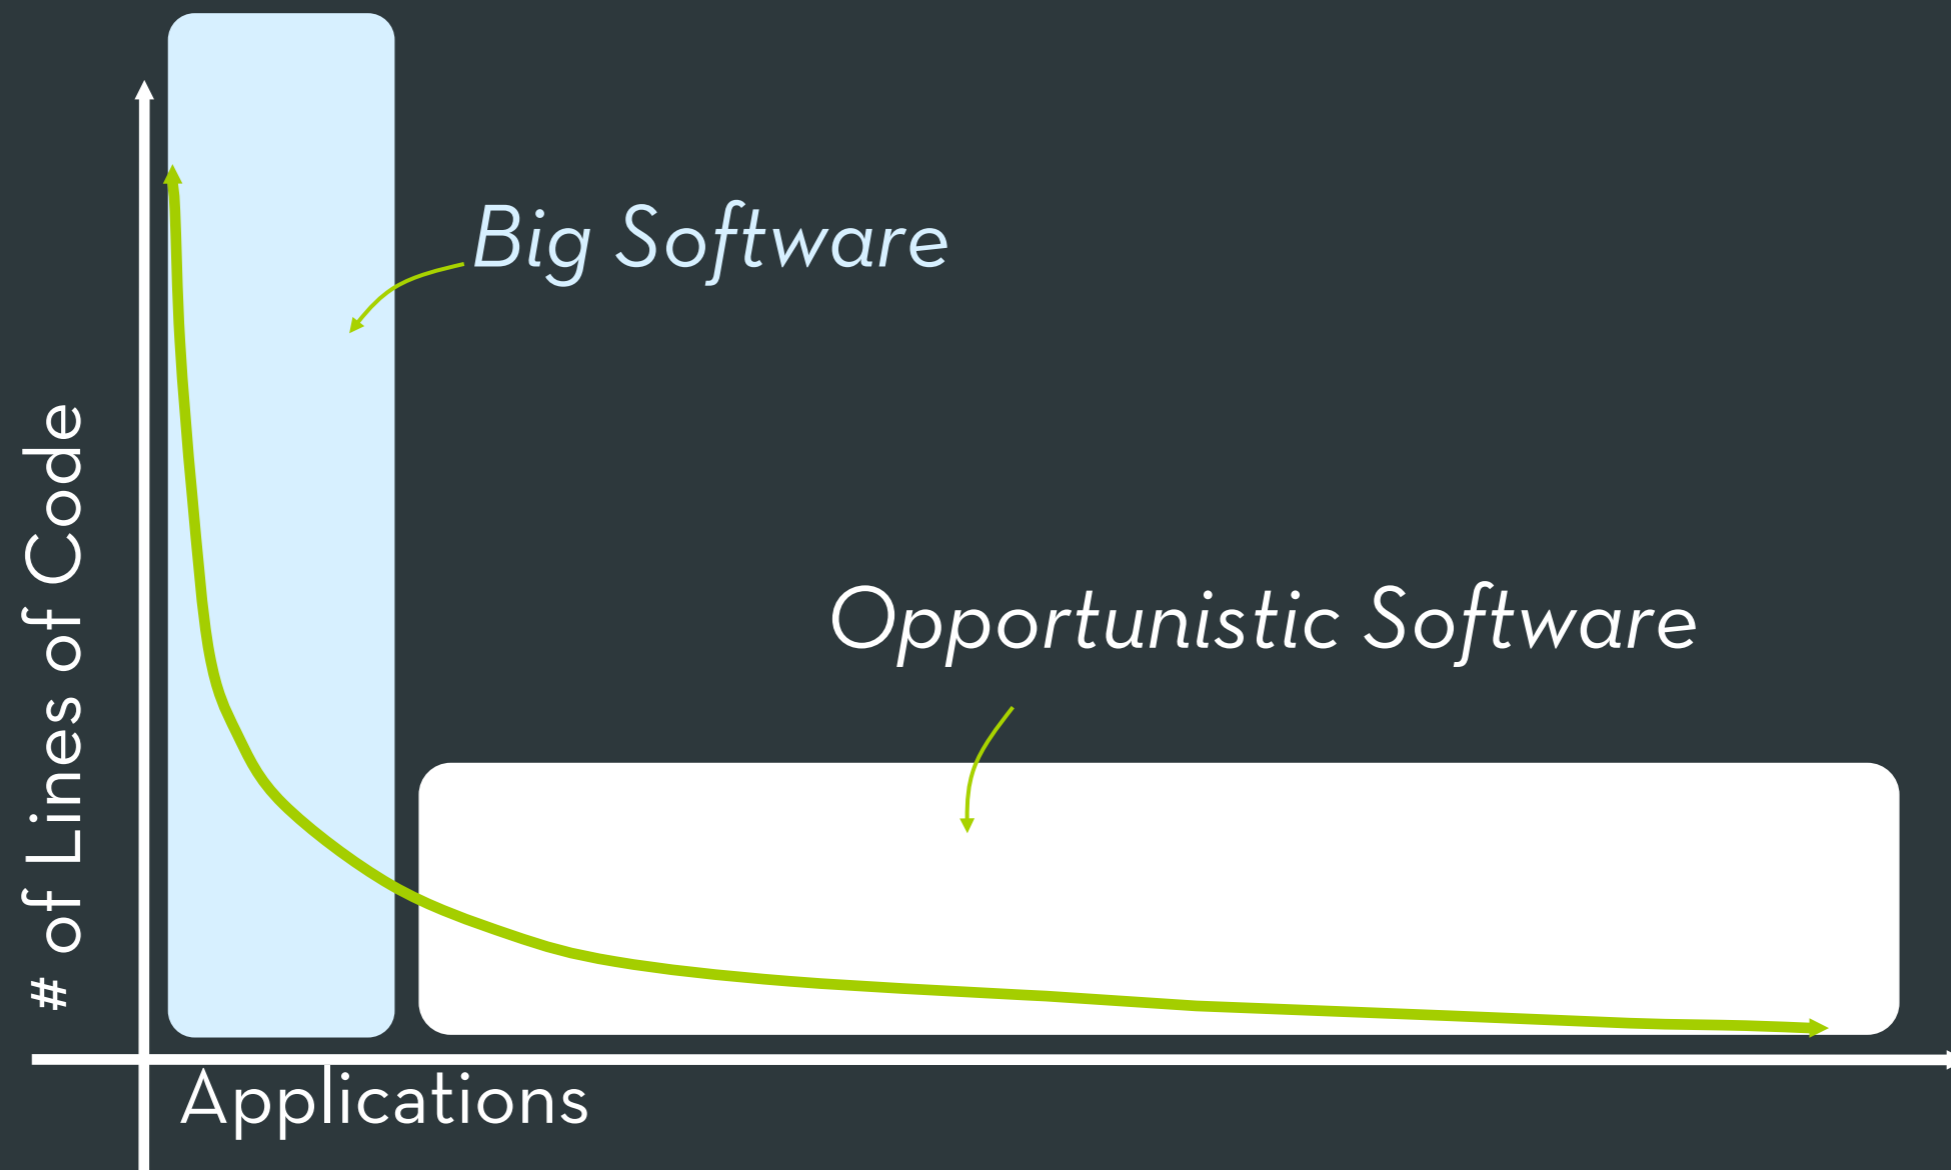 Big Software
Opportunistic Software
# of Lines of Code
Applications